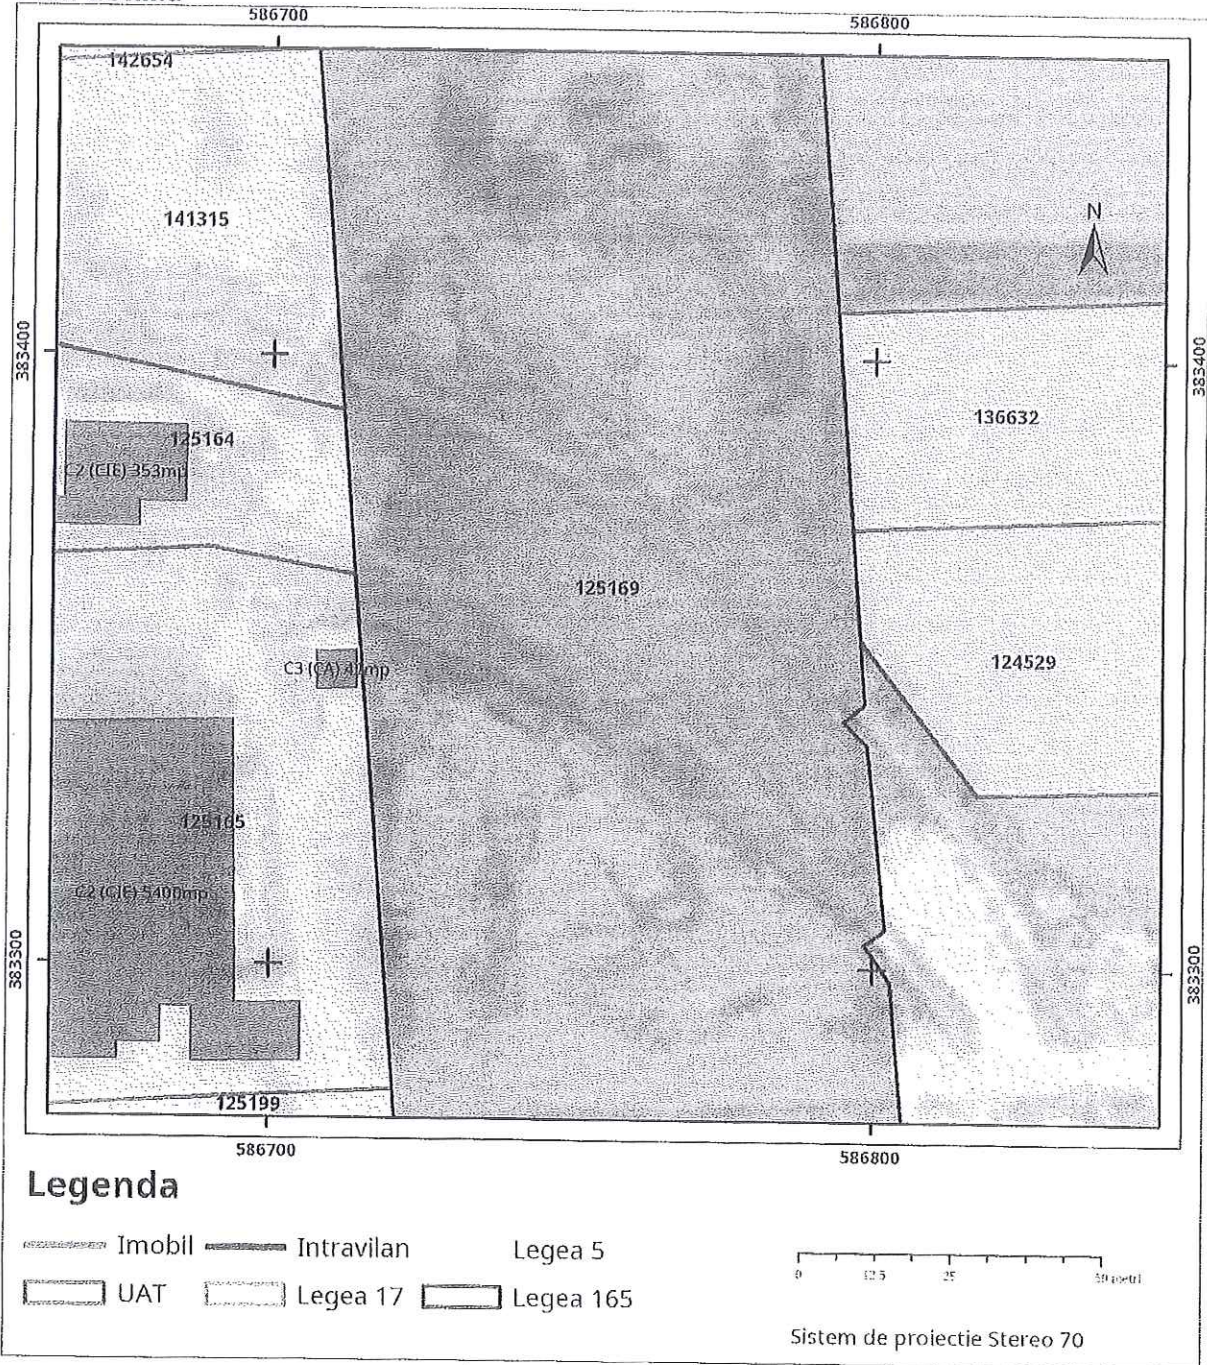 586700 586800
142654
141315
N
383400 383400
136632
125164
C2 (CIE) 353mp
125169
124529
C3 (CA) mp
C2 (CIE) 5400mp
383300 383300
125199
586700 586800
Legenda
Imobil Intravilan Legea 5
UAT Legea 17 Legea 165
0 12.5 25 50 metri
Sistem de proiectie Stereo 70